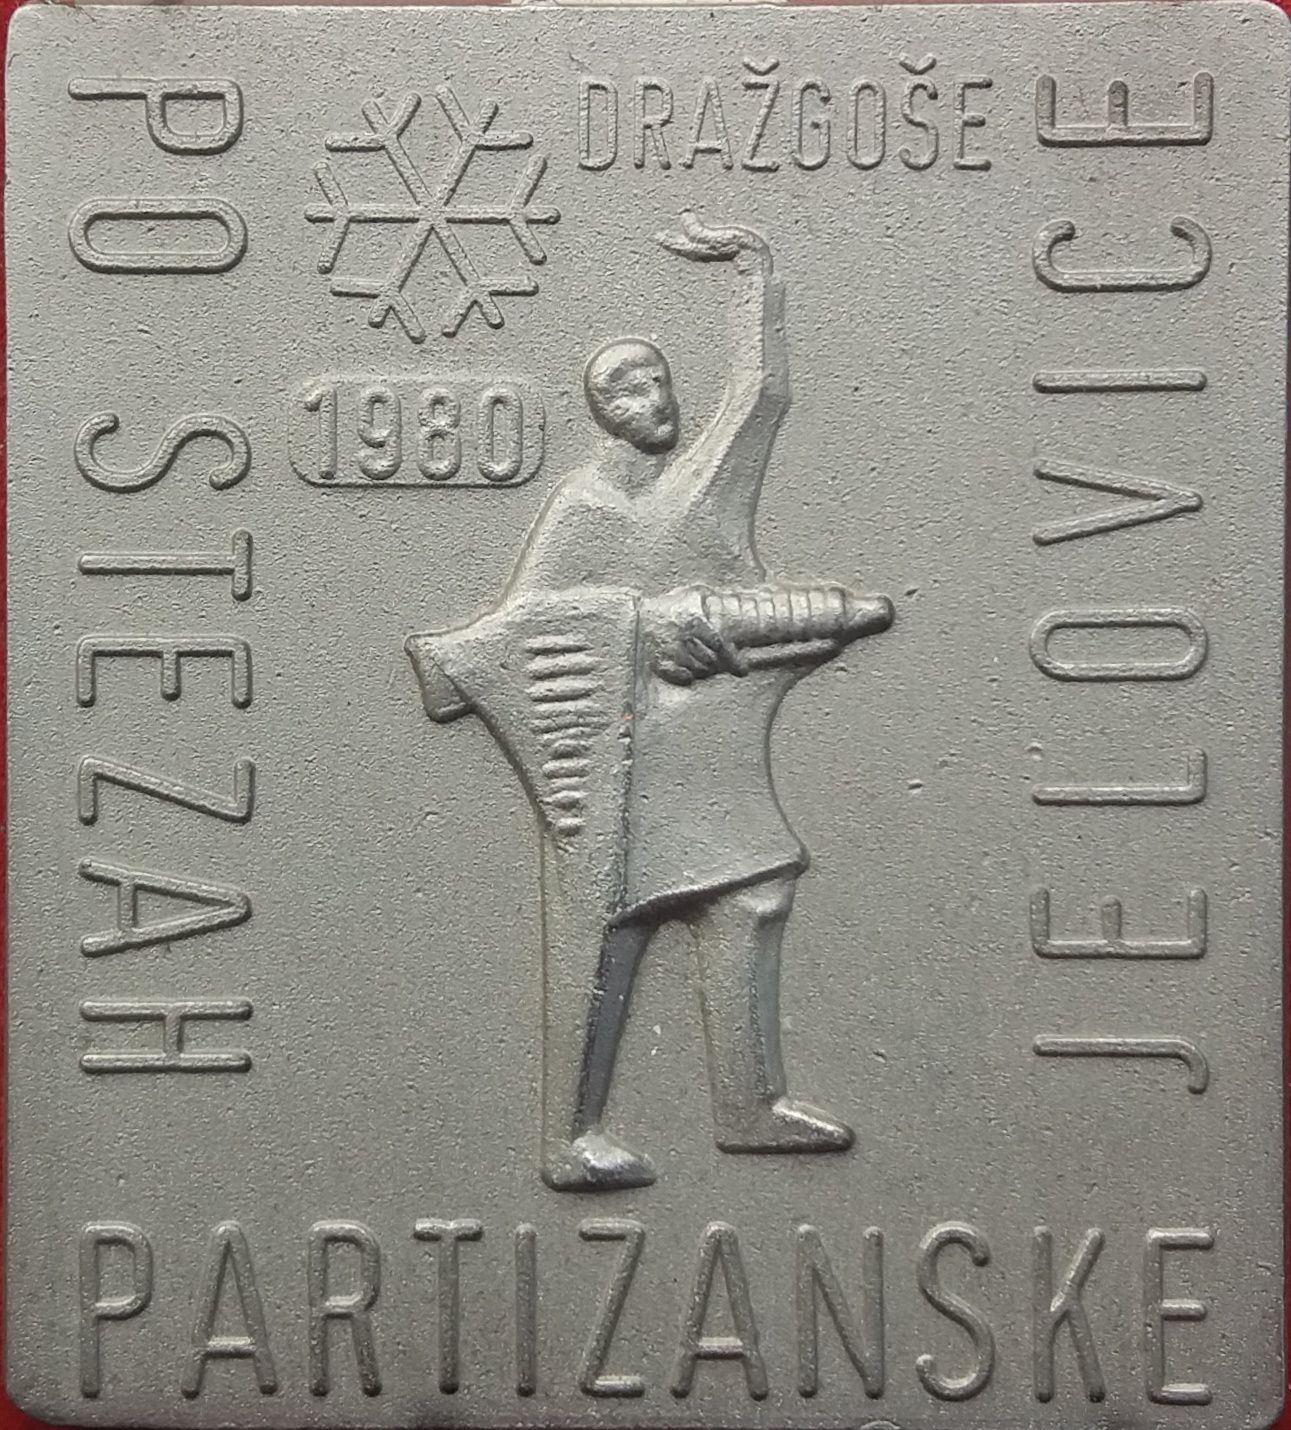 DRAŽGOŠE
1980
PO STEZAH
PARTIZANSKE
JELOVICE